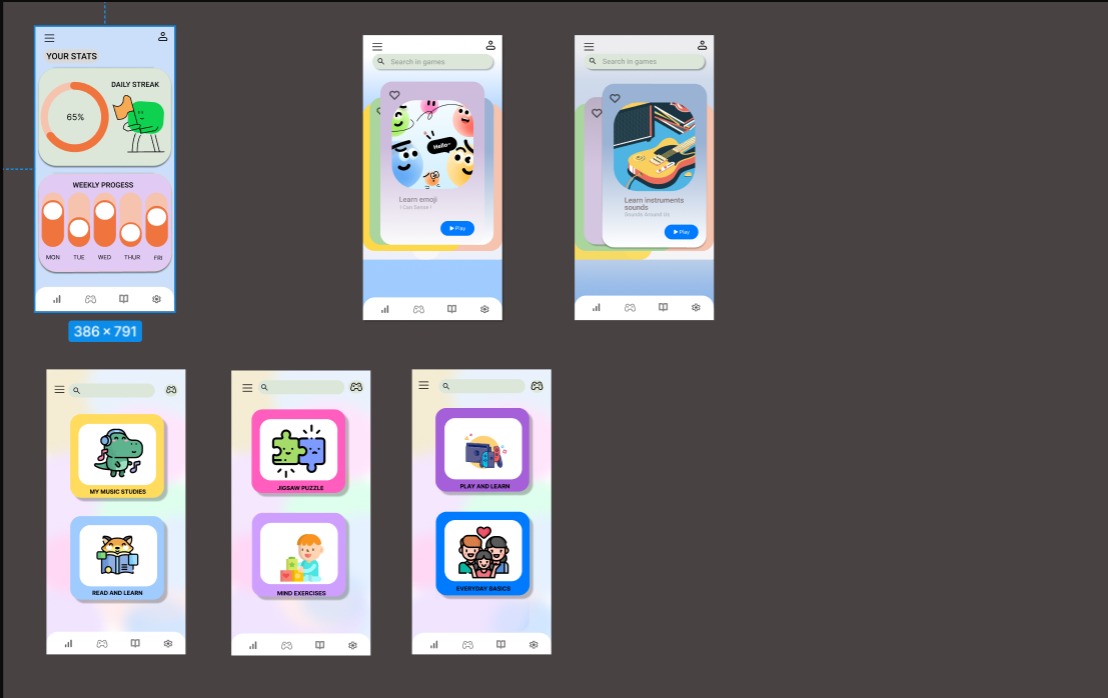 YOUR STATS
DAILY STREAK
65%
WEEKLY PROGESS
MON TUE WED THUR FRI
386 × 791
Search in games
Hello~
Learn emoji
I Can Sense !
Play
Search in games
Learn instruments
sounds
Sounds Around Us
Play
MY MUSIC STUDIES
READ AND LEARN
JIGSAW PUZZLE
MIND EXERCISES
PLAY AND LEARN
EVERYDAY BASICS